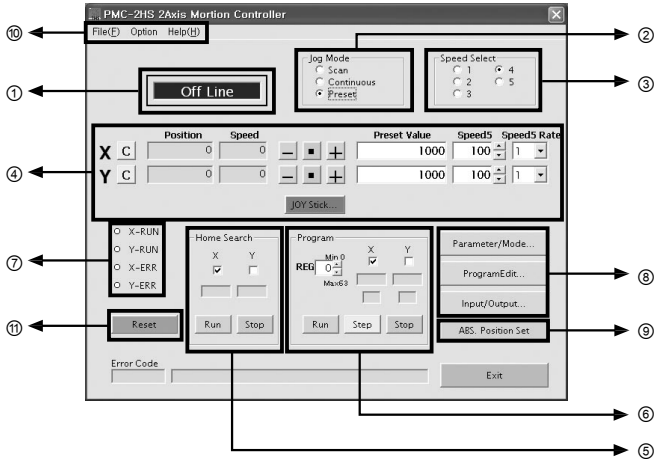 PMC-2HS 2Axis Mortion Controller
⑩ File(F) Option Help(H)
②
Jog Mode
Scan
Continuous
Preset
Speed Select
1 4
2 5
3
③
① Off Line
Position Speed Preset Value Speed5 Speed5 Rate
X C 0 0 - ■ + 1000 100 1
④
Y C 0 0 - ■ + 1000 100 1
JOY Stick...
X-RUN
Y-RUN
X-ERR
Y-ERR
⑦
Home Search
X Y
Run Stop
Program
X Y
Min 0
REG 0
Max63
Run Step Stop
Parameter/Mode...
ProgramEdit...
Input/Output...
⑧
ABS. Position Set ⑨
⑪ Reset
Error Code
Exit
⑥
⑤